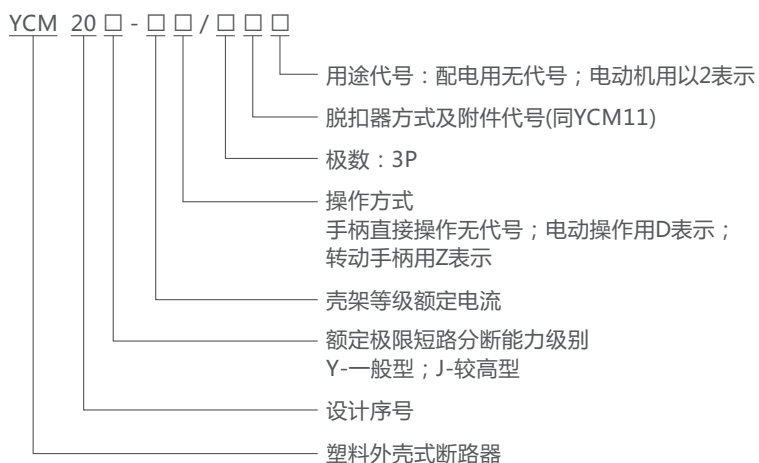 YCM 20 □ - □ □ / □ □ □
用途代号：配电用无代号；电动机用以2表示
脱扣器方式及附件代号(同YCM11)
极数：3P
操作方式
手柄直接操作无代号；电动操作用D表示；
转动手柄用Z表示
壳架等级额定电流
额定极限短路分断能力级别
Y-一般型；J-较高型
设计序号
塑料外壳式断路器